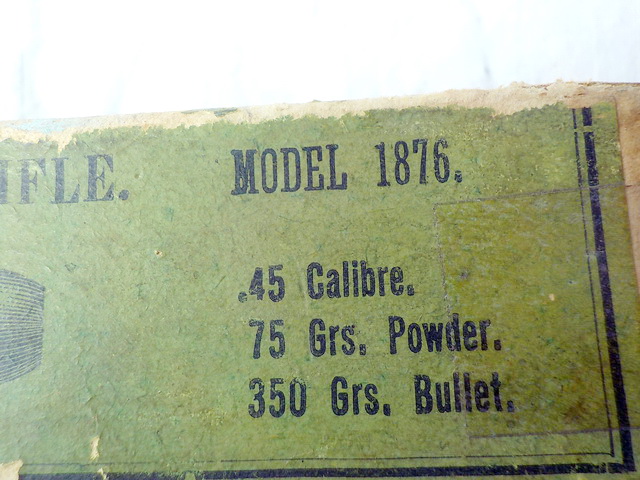 IFLE. MODEL 1876.
.45 Calibre.
75 Grs. Powder.
350 Grs. Bullet.